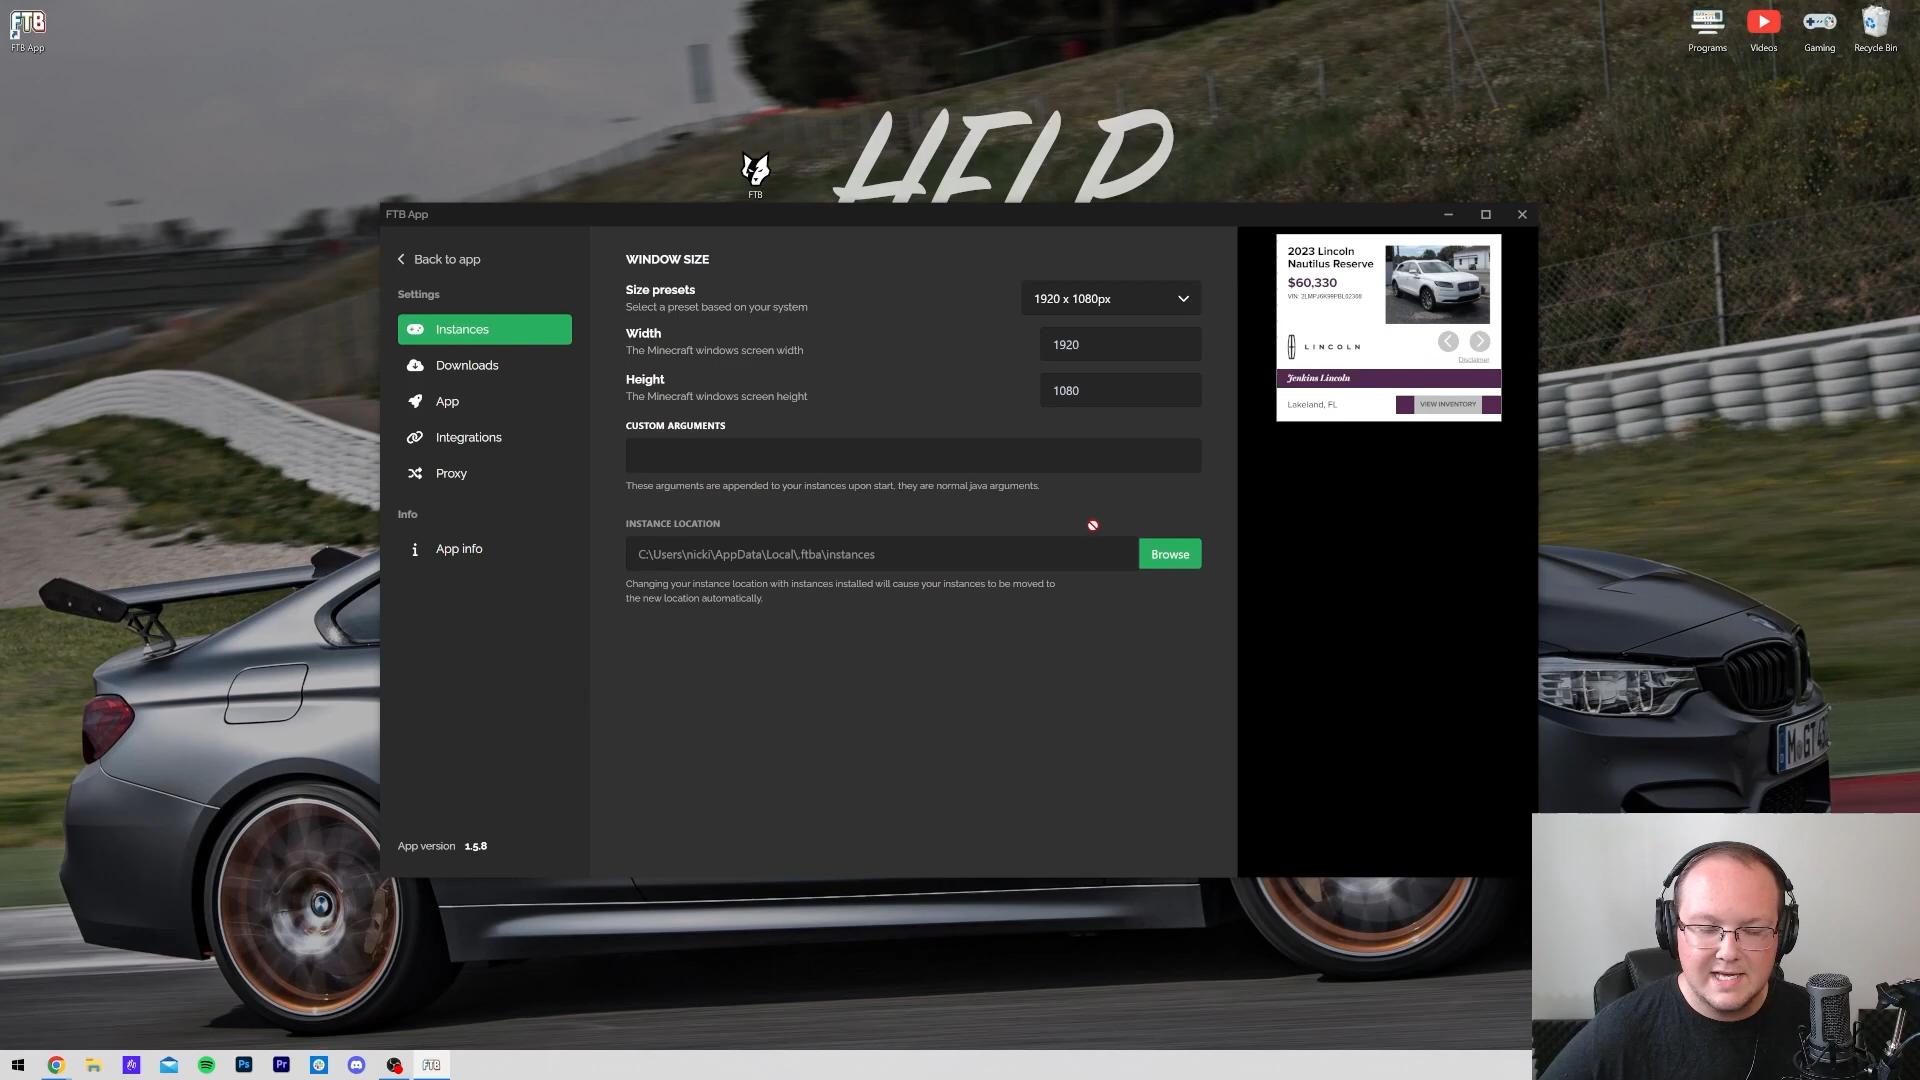 FTB
FTB App
Programs
Videos
Gaming
Recycle Bin
HELP
FTB
FTB App
Back to app
Settings
Instances
Downloads
App
Integrations
Proxy
Info
App info
App version 1.5.8
WINDOW SIZE
Size presets
Select a preset based on your system
1920 x 1080px
Width
The Minecraft windows screen width
1920
Height
The Minecraft windows screen height
1080
CUSTOM ARGUMENTS
These arguments are appended to your instances upon start, they are normal java arguments.
INSTANCE LOCATION
C:\Users\nicki\AppData\Local\.ftba\instances
Browse
Changing your instance location with instances installed will cause your instances to be moved to
the new location automatically.
2023 Lincoln
Nautilus Reserve
$60,330
LINCOLN
Disclaimer
Jenkins Lincoln
Lakeland, FL
VIEW INVENTORY
Ps
Pr
FTB